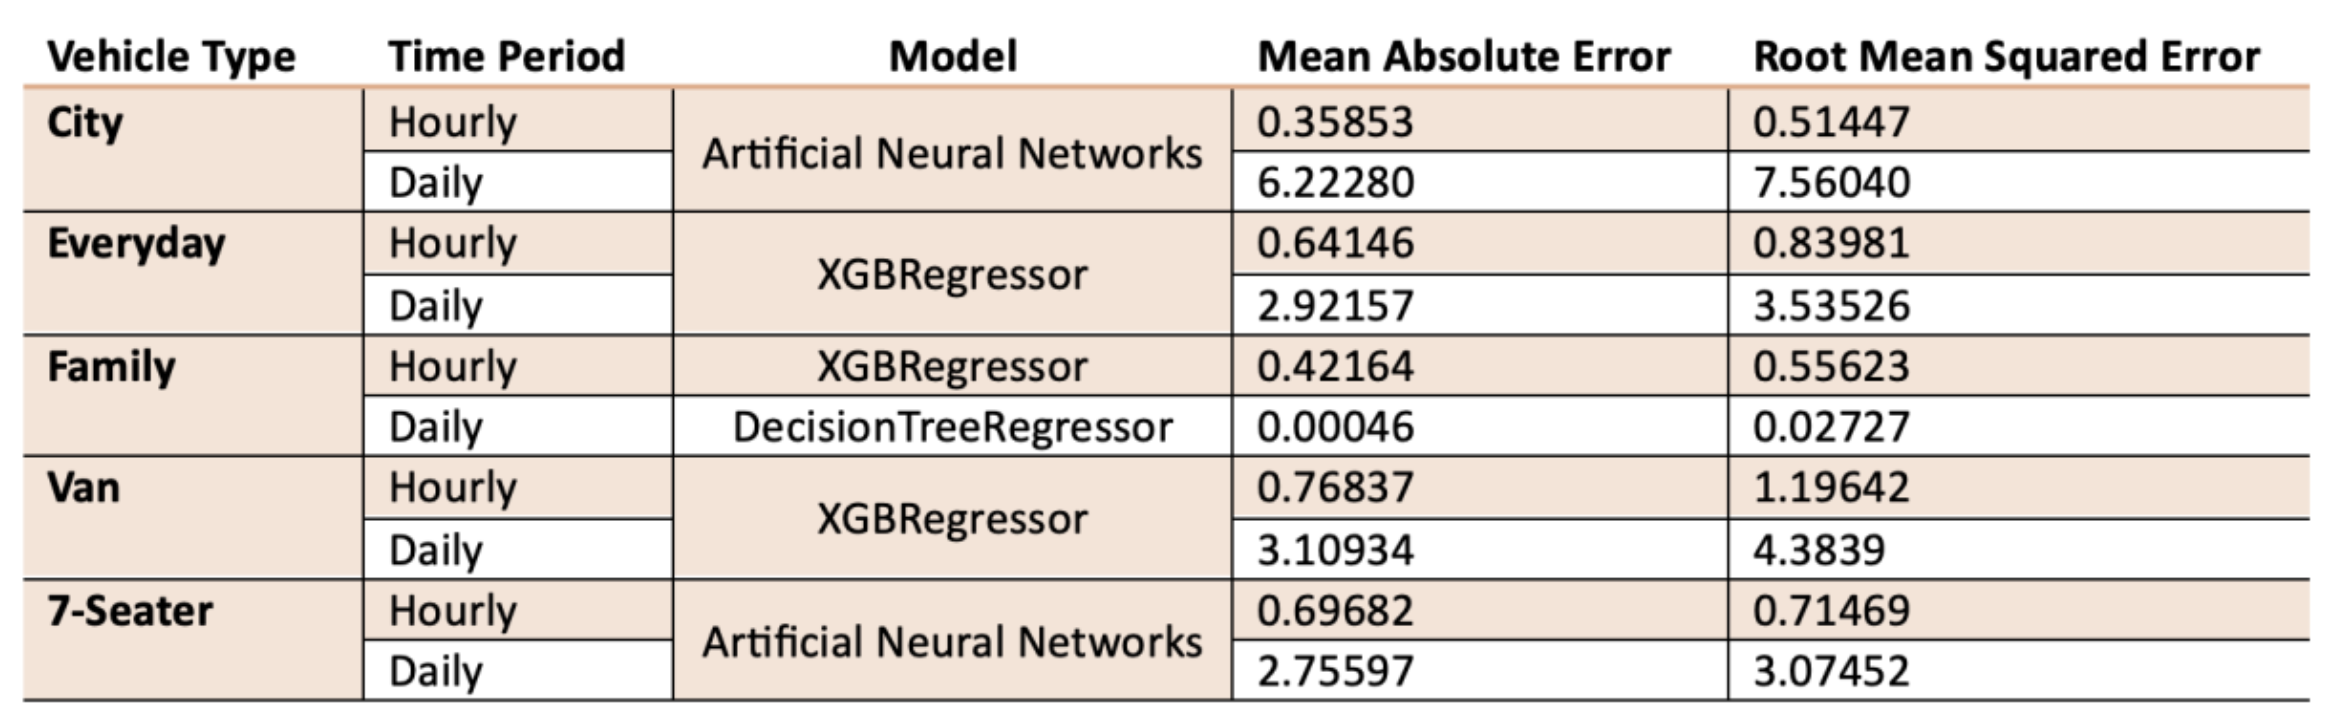 Vehicle Type Time Period Model Mean Absolute Error Root Mean Squared Error
City Hourly Artificial Neural Networks 0.35853 0.51447
Daily 6.22280 7.56040
Everyday Hourly XGBRegressor 0.64146 0.83981
Daily 2.92157 3.53526
Family Hourly XGBRegressor 0.42164 0.55623
Daily DecisionTreeRegressor 0.00046 0.02727
Van Hourly XGBRegressor 0.76837 1.19642
Daily 3.10934 4.3839
7-Seater Hourly Artificial Neural Networks 0.69682 0.71469
Daily 2.75597 3.07452